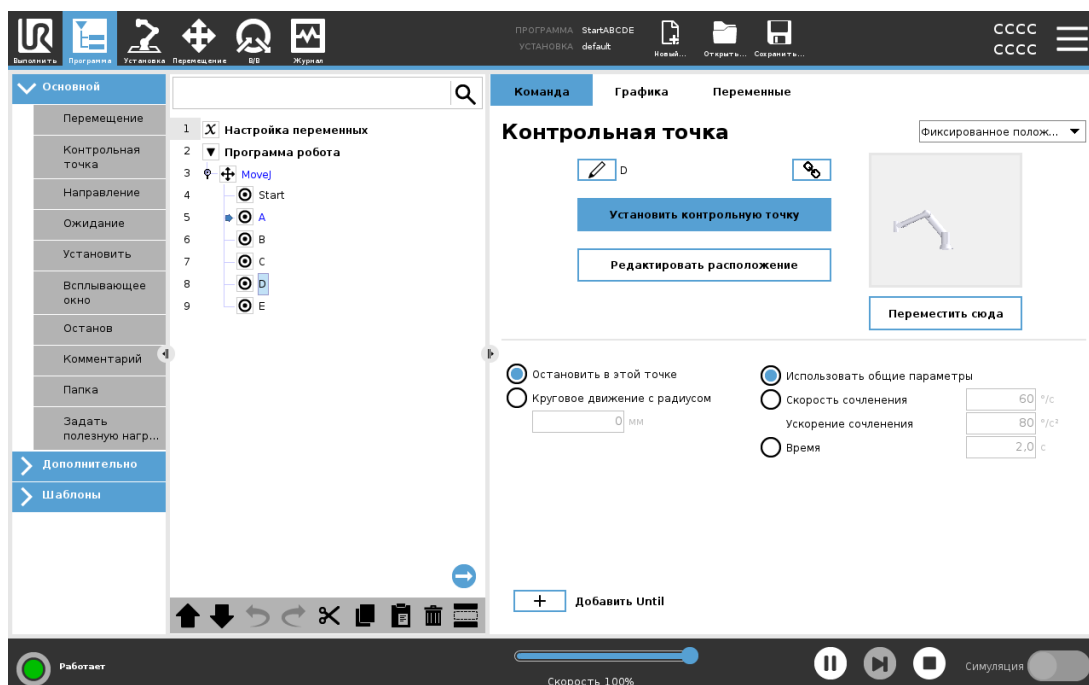 ПРОГРАММА StartABCDE
УСТАНОВКА default
CCCC
CCCC
Выполнить
Программа
Установка
Перемещение
В/В
Журнал
Новый...
Открыть...
Сохранить...
Основной
Перемещение
Контрольная
точка
Направление
Ожидание
Установить
Всплывающее
окно
Останов
Комментарий
Папка
Задать
полезную нагр...
Дополнительно
Шаблоны
1 X Настройка переменных
2 Программа робота
3 MoveJ
4 Start
5 A
6 B
7 C
8 D
9 E
Команда Графика Переменные
Контрольная точка
Фиксированное полож...
D
Установить контрольную точку
Редактировать расположение
Переместить сюда
Остановить в этой точке
Круговое движение с радиусом
0 мм
Использовать общие параметры
Скорость сочленения 60 °/с
Ускорение сочленения 80 °/с²
Время 2,0 с
Добавить Until
Работает
Скорость 100%
Симуляция